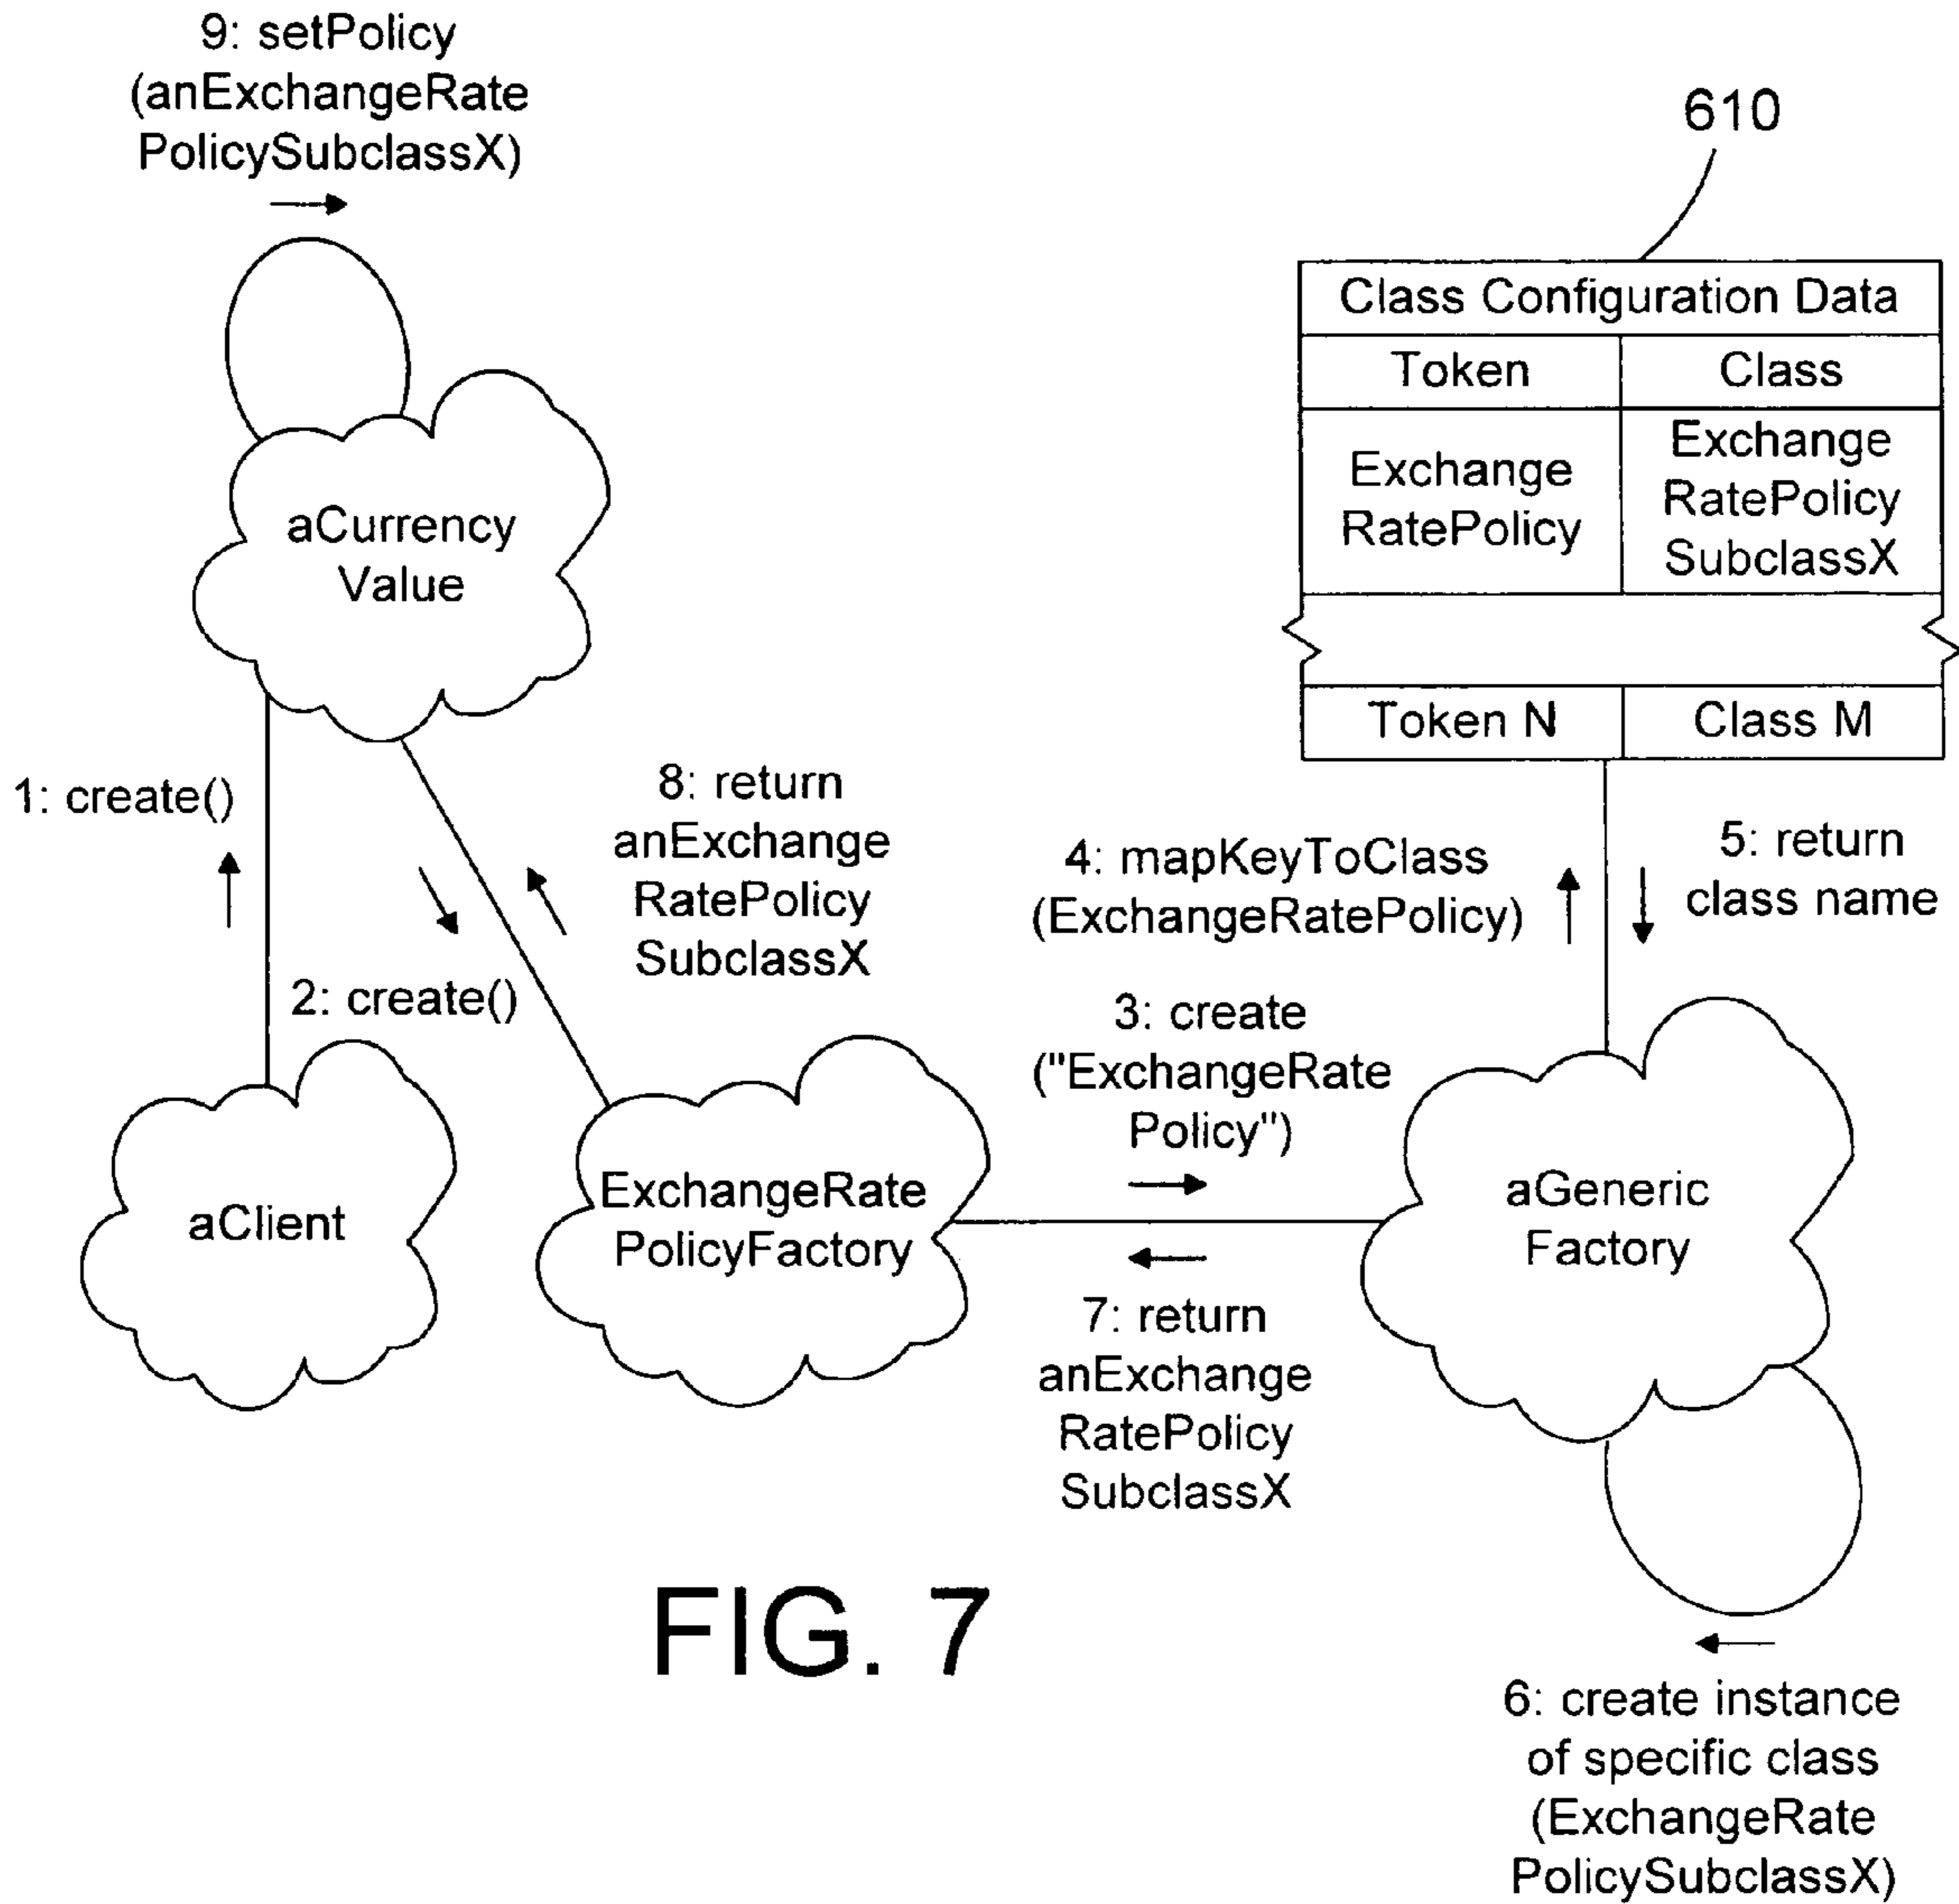 9: setPolicy
(anExchangeRate
PolicySubclassX)
610
Class Configuration Data
Token
Class
Exchange
RatePolicy
Exchange
RatePolicy
SubclassX
Token N
Class M
aCurrency
Value
1: create()
8: return
anExchange
RatePolicy
SubclassX
2: create()
4: mapKeyToClass
(ExchangeRatePolicy)
5: return
class name
3: create
("ExchangeRate
Policy")
aClient
ExchangeRate
PolicyFactory
aGeneric
Factory
7: return
anExchange
RatePolicy
SubclassX
6: create instance
of specific class
(ExchangeRate
PolicySubclassX)
FIG. 7